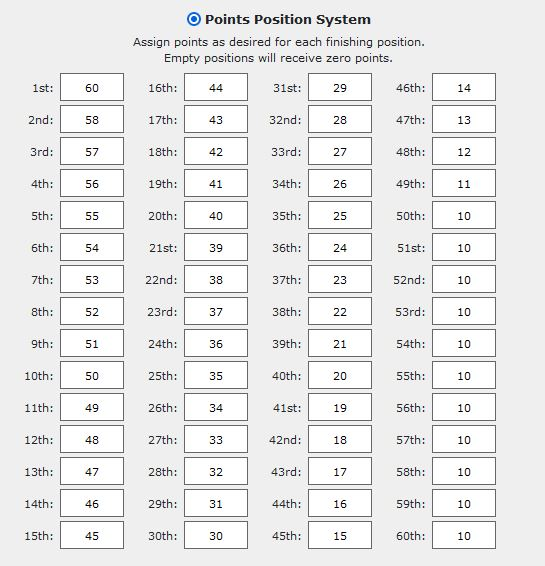 Points Position System
Assign points as desired for each finishing position.
Empty positions will receive zero points.
1st: 60 16th: 44 31st: 29 46th: 14
2nd: 58 17th: 43 32nd: 28 47th: 13
3rd: 57 18th: 42 33rd: 27 48th: 12
4th: 56 19th: 41 34th: 26 49th: 11
5th: 55 20th: 40 35th: 25 50th: 10
6th: 54 21st: 39 36th: 24 51st: 10
7th: 53 22nd: 38 37th: 23 52nd: 10
8th: 52 23rd: 37 38th: 22 53rd: 10
9th: 51 24th: 36 39th: 21 54th: 10
10th: 50 25th: 35 40th: 20 55th: 10
11th: 49 26th: 34 41st: 19 56th: 10
12th: 48 27th: 33 42nd: 18 57th: 10
13th: 47 28th: 32 43rd: 17 58th: 10
14th: 46 29th: 31 44th: 16 59th: 10
15th: 45 30th: 30 45th: 15 60th: 10